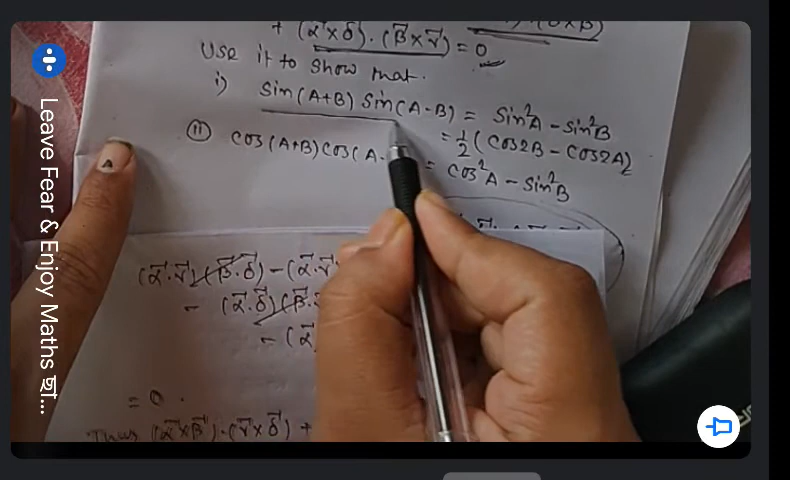 + (α⃗×δ⃗)·(β⃗×γ⃗) = 0
Use it to show that.
i) Sin(A+B) Sin(A-B) = Sin²A - Sin²B
= 1/2 (Cos2B - Cos2A)
(ii) Cos(A+B) Cos(A- = Cos²A - Sin²B
(α⃗·γ⃗)(β⃗·δ⃗) - (α⃗·γ⃗
- (α⃗·δ⃗)(β⃗·
- (α⃗
= 0.
Thus (α⃗×β⃗)·(γ⃗×δ⃗) +
Leave Fear & Enjoy Maths ছা...